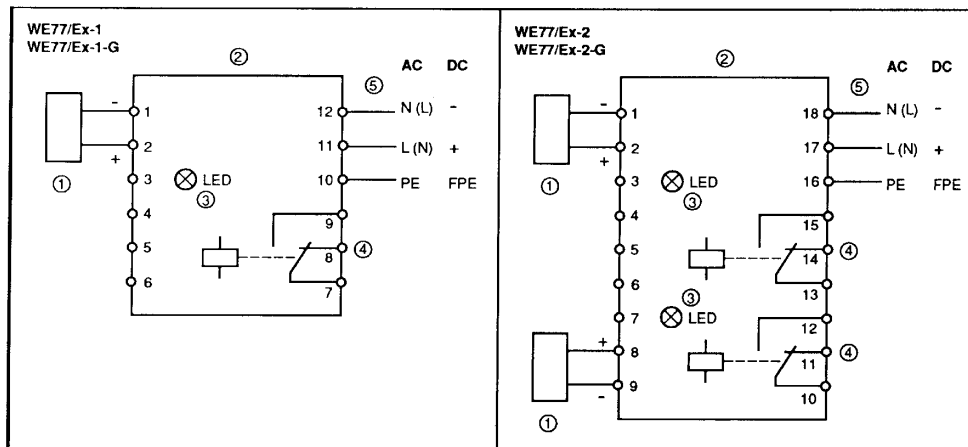 WE77/Ex-1
WE77/Ex-1-G
②
AC DC
⑤
- 1
12 N (L) -
2 +
11 L (N) +
①
3 LED
③
10 PE FPE
4
9
5
8 ④
6
7
WE77/Ex-2
WE77/Ex-2-G
②
AC DC
⑤
- 1
18 N (L) -
2 +
17 L (N) +
①
3 LED
③
16 PE FPE
4
15
5
14 ④
6
13
③
7 LED
12
+ 8
11 ④
9 -
10
①